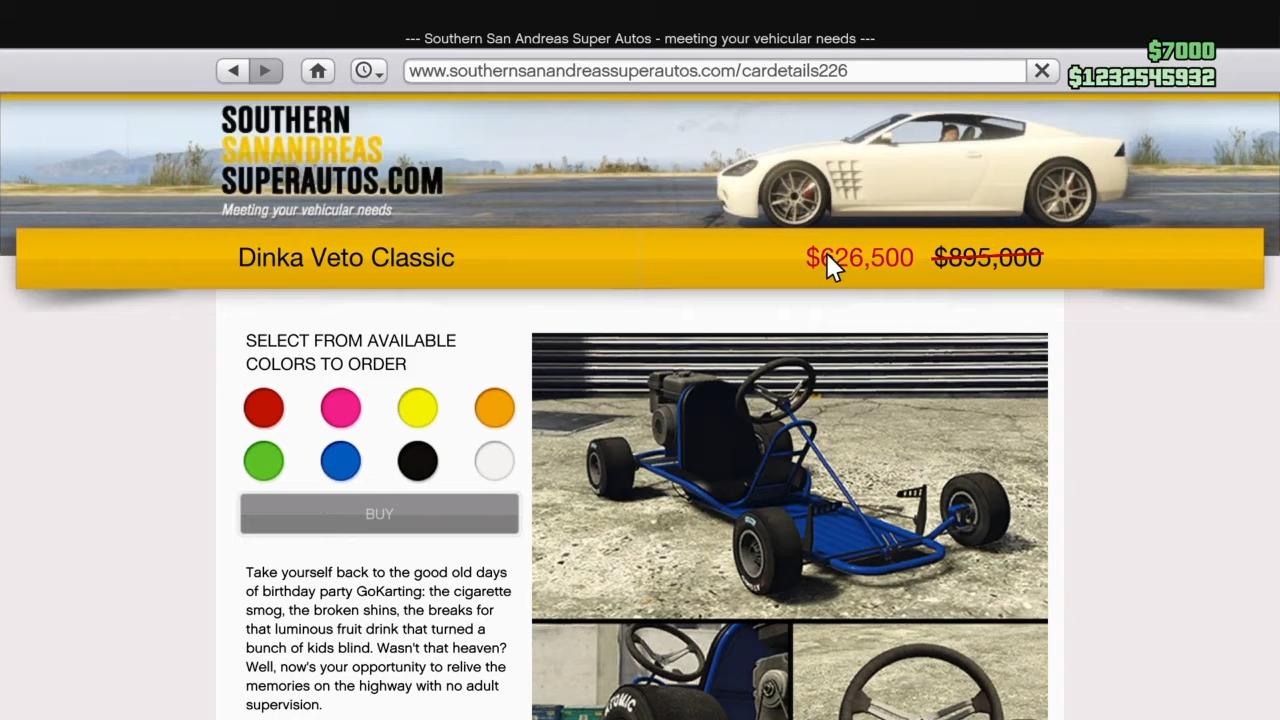 --- Southern San Andreas Super Autos - meeting your vehicular needs ---
$7000
www.southernsanandreassuperautos.com/cardetails226
$1232545932
SOUTHERN
SANANDREAS
SUPERAUTOS.COM
Meeting your vehicular needs
Dinka Veto Classic
$626,500 $895,000
SELECT FROM AVAILABLE
COLORS TO ORDER
BUY
Take yourself back to the good old days
of birthday party GoKarting: the cigarette
smog, the broken shins, the breaks for
that luminous fruit drink that turned a
bunch of kids blind. Wasn't that heaven?
Well, now's your opportunity to relive the
memories on the highway with no adult
supervision.
ATOMIC